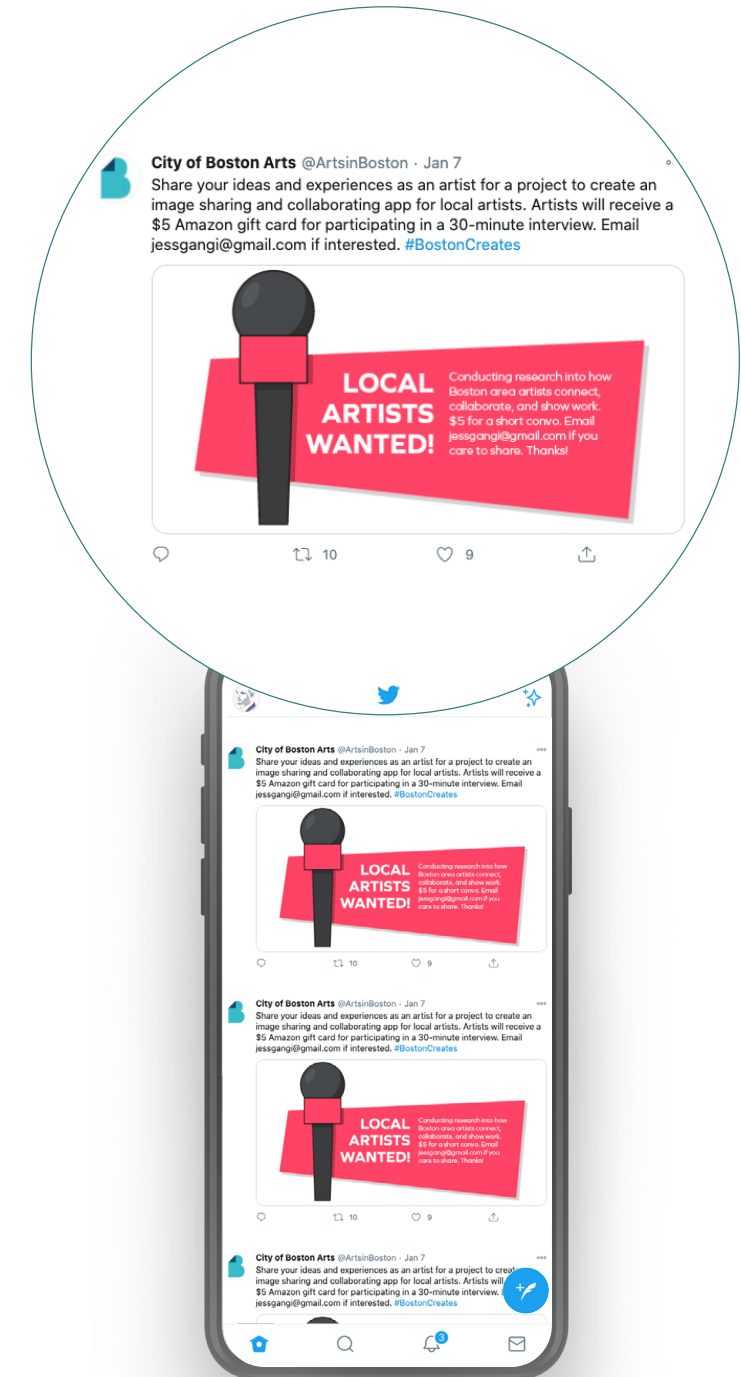 City of Boston Arts @ArtsinBoston · Jan 7
Share your ideas and experiences as an artist for a project to create an
image sharing and collaborating app for local artists. Artists will receive a
$5 Amazon gift card for participating in a 30-minute interview. Email
jessgangi@gmail.com if interested. #BostonCreates
LOCAL
ARTISTS
WANTED!
Conducting research into how
Boston area artists connect,
collaborate, and show work.
$5 for a short convo. Email
jessgangi@gmail.com if you
care to share. Thanks!
10 9
City of Boston Arts @ArtsinBoston · Jan 7
Share your ideas and experiences as an artist for a project to create an
image sharing and collaborating app for local artists. Artists will receive a
$5 Amazon gift card for participating in a 30-minute interview. Email
jessgangi@gmail.com if interested. #BostonCreates
LOCAL
ARTISTS
WANTED!
Conducting research into how
Boston area artists connect,
collaborate, and show work.
$5 for a short convo. Email
jessgangi@gmail.com if you
care to share. Thanks!
10 9
City of Boston Arts @ArtsinBoston · Jan 7
Share your ideas and experiences as an artist for a project to create an
image sharing and collaborating app for local artists. Artists will receive a
$5 Amazon gift card for participating in a 30-minute interview. Email
jessgangi@gmail.com if interested. #BostonCreates
LOCAL
ARTISTS
WANTED!
Conducting research into how
Boston area artists connect,
collaborate, and show work.
$5 for a short convo. Email
jessgangi@gmail.com if you
care to share. Thanks!
10 9
City of Boston Arts @ArtsinBoston · Jan 7
Share your ideas and experiences as an artist for a project to
image sharing and collaborating app for local artists. Artists will
$5 Amazon gift card for participating in a 30-minute interview.
jessgangi@gmail.com if interested. #BostonCreates
3